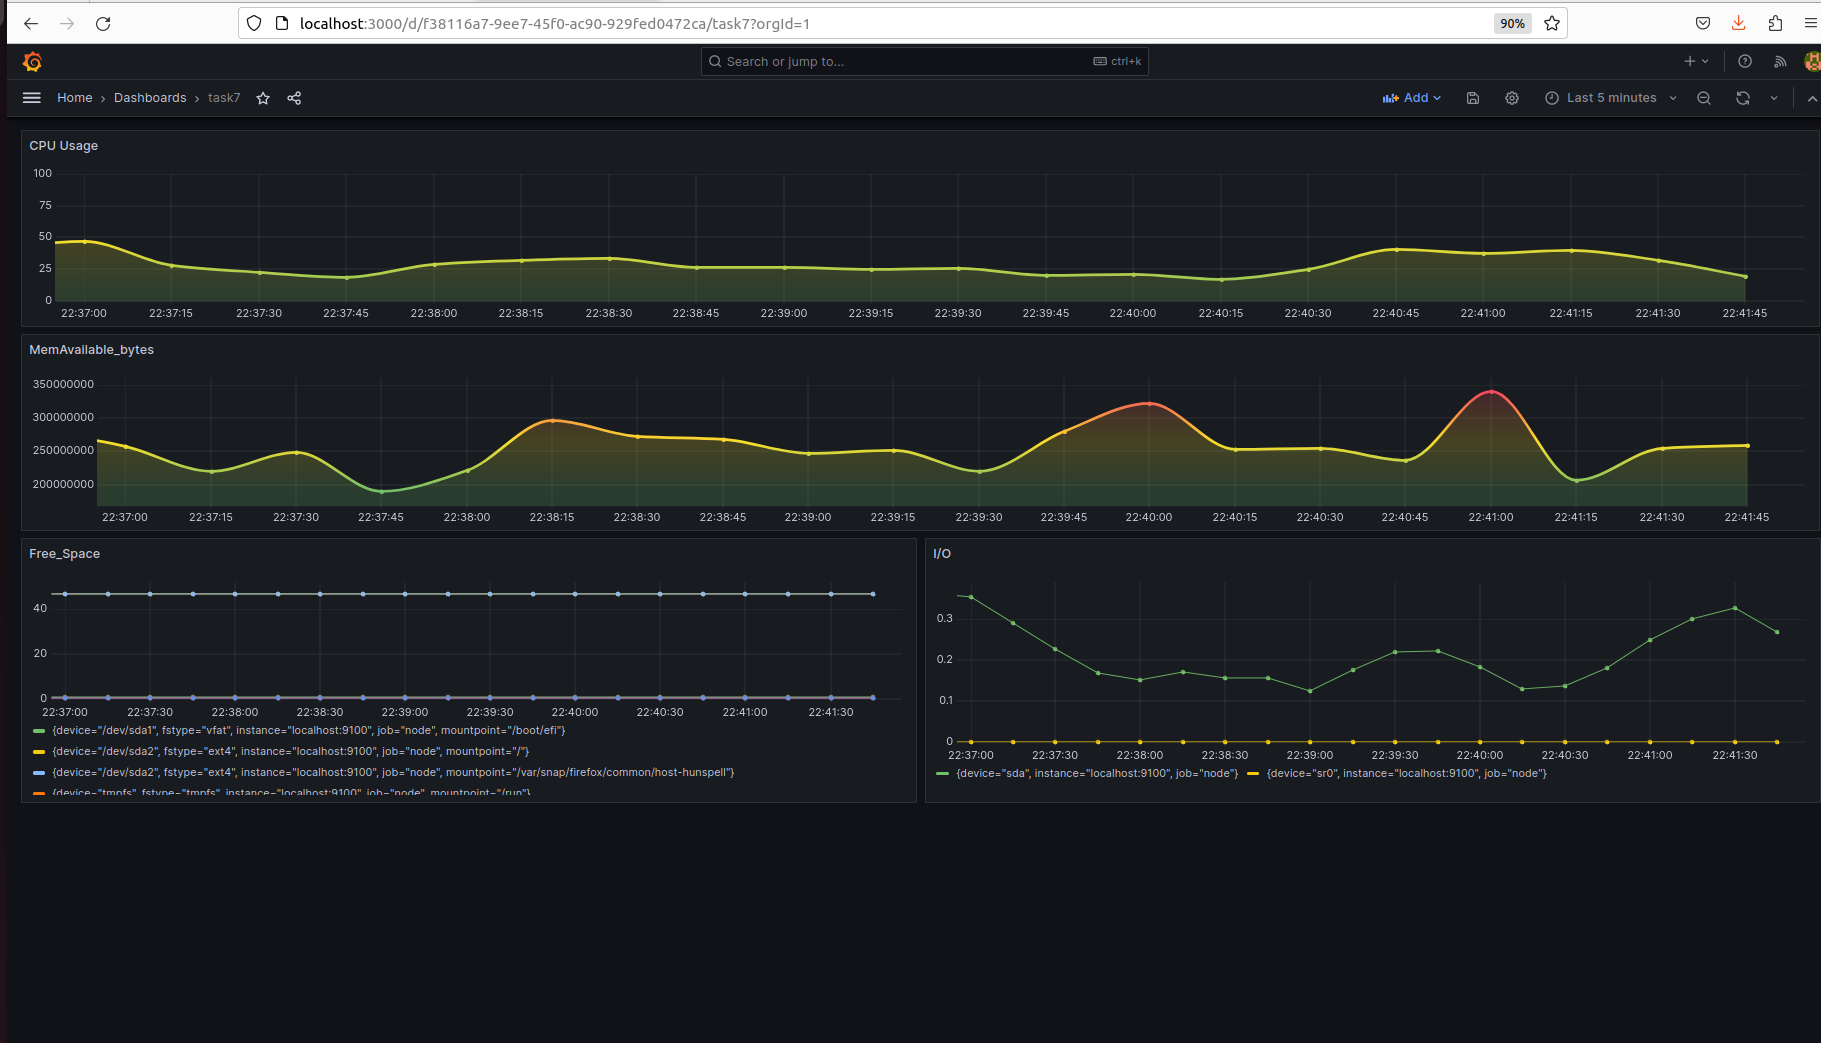 localhost:3000/d/f38116a7-9ee7-45f0-ac90-929fed0472ca/task7?orgId=1 90%
Search or jump to... ctrl+k
Home › Dashboards › task7 Add Last 5 minutes
CPU Usage
100
75
50
25
0
22:37:00 22:37:15 22:37:30 22:37:45 22:38:00 22:38:15 22:38:30 22:38:45 22:39:00 22:39:15 22:39:30 22:39:45 22:40:00 22:40:15 22:40:30 22:40:45 22:41:00 22:41:15 22:41:30 22:41:45
MemAvailable_bytes
350000000
300000000
250000000
200000000
22:37:00 22:37:15 22:37:30 22:37:45 22:38:00 22:38:15 22:38:30 22:38:45 22:39:00 22:39:15 22:39:30 22:39:45 22:40:00 22:40:15 22:40:30 22:40:45 22:41:00 22:41:15 22:41:30 22:41:45
Free_Space
40
20
0
22:37:00 22:37:30 22:38:00 22:38:30 22:39:00 22:39:30 22:40:00 22:40:30 22:41:00 22:41:30
{device="/dev/sda1", fstype="vfat", instance="localhost:9100", job="node", mountpoint="/boot/efi"}
{device="/dev/sda2", fstype="ext4", instance="localhost:9100", job="node", mountpoint="/"}
{device="/dev/sda2", fstype="ext4", instance="localhost:9100", job="node", mountpoint="/var/snap/firefox/common/host-hunspell"}
{device="tmpfs", fstype="tmpfs", instance="localhost:9100", job="node", mountpoint="/run"}
I/O
0.3
0.2
0.1
0
22:37:00 22:37:30 22:38:00 22:38:30 22:39:00 22:39:30 22:40:00 22:40:30 22:41:00 22:41:30
{device="sda", instance="localhost:9100", job="node"} {device="sr0", instance="localhost:9100", job="node"}